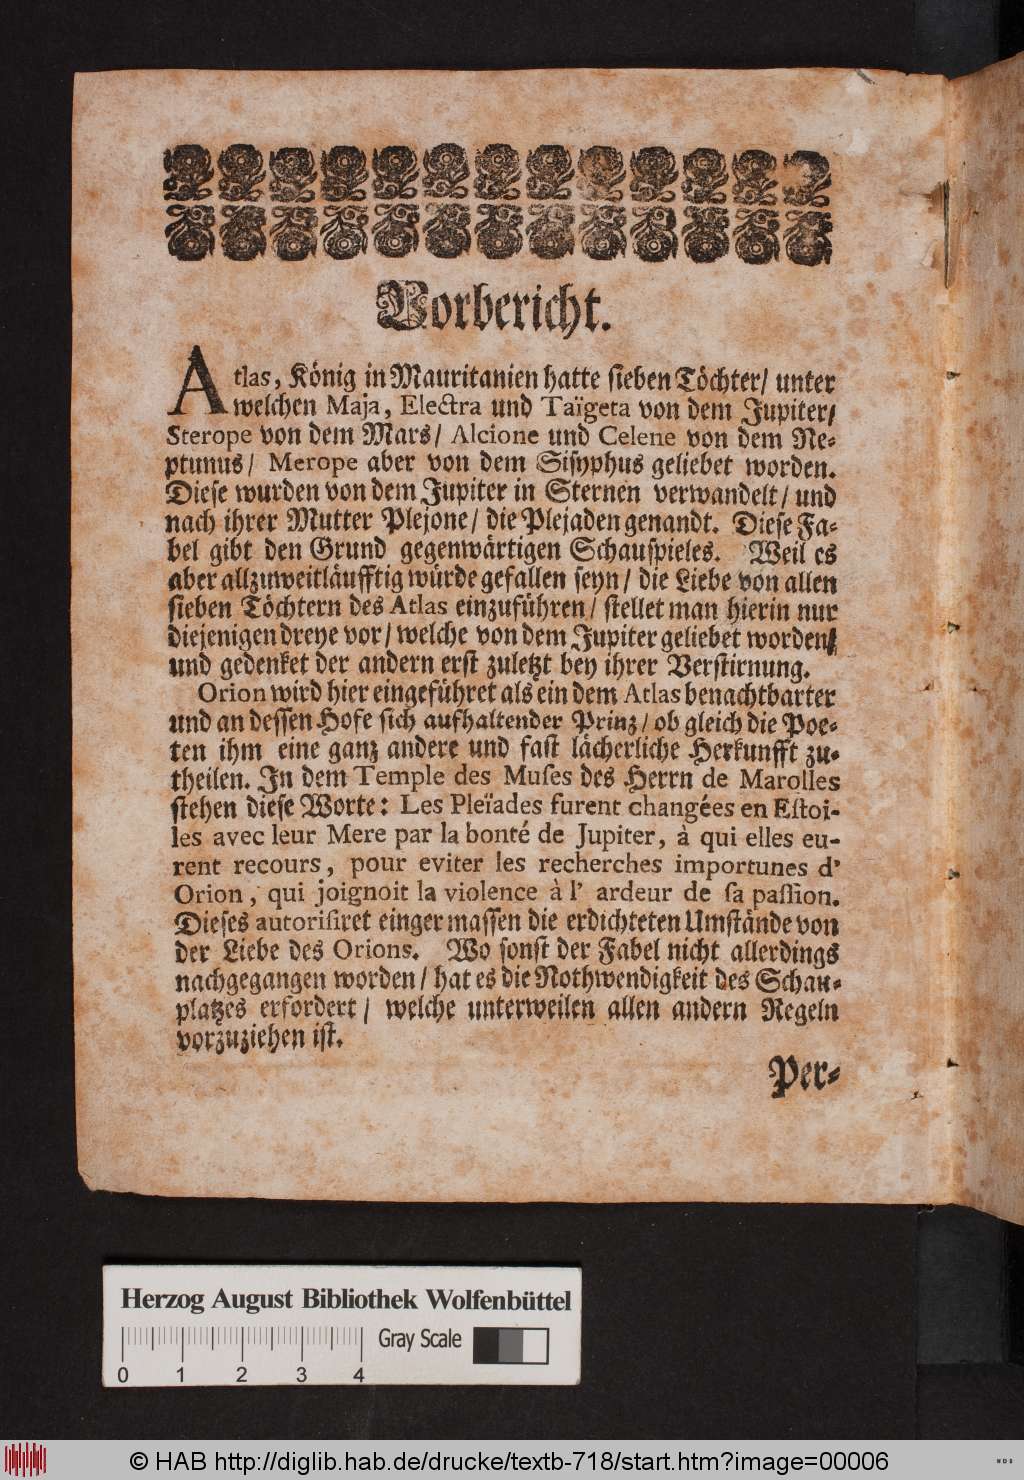 Vorbericht.
Atlas, König in Mauritanien hatte sieben Töchter/ unter
welchen Maja, Electra und Taïgeta von dem Jupiter/
Sterope von dem Mars/ Alcione und Celene von dem Ne-
ptunus/ Merope aber von dem Sisyphus geliebet worden.
Diese wurden von dem Jupiter in Sternen verwandelt/ und
nach ihrer Mutter Plejone/ die Plejaden genandt. Diese Fa-
bel gibt den Grund gegenwärtigen Schauspieles. Weil es
aber allzuweitläufftig würde gefallen seyn/ die Liebe von allen
sieben Töchtern des Atlas einzuführen/ stellet man hierin nur
diejenigen dreye vor/ welche von dem Jupiter geliebet worden/
und gedenket der andern erst zuletzt bey ihrer Verstirnung.
Orion wird hier eingeführet als ein dem Atlas benachtbarter
und an dessen Hofe sich aufhaltender Prinz/ ob gleich die Poe-
ten ihm eine ganz andere und fast lächerliche Herkunfft zu-
theilen. In dem Temple des Muses des Herrn de Marolles
stehen diese Worte: Les Pleïades furent changées en Estoi-
les avec leur Mere par la bonté de Jupiter, à qui elles eu-
rent recours, pour eviter les recherches importunes d'
Orion, qui joignoit la violence à l' ardeur de sa passion.
Dieses autorisiret einger massen die erdichteten Umstände von
der Liebe des Orions. Wo sonst der Fabel nicht allerdings
nachgegangen worden/ hat es die Nothwendigkeit des Schau-
platzes erfordert/ welche unterweilen allen andern Regeln
vorzuziehen ist.
Per-
Herzog August Bibliothek Wolfenbüttel
Gray Scale
0 1 2 3 4
© HAB http://diglib.hab.de/drucke/textb-718/start.htm?image=00006